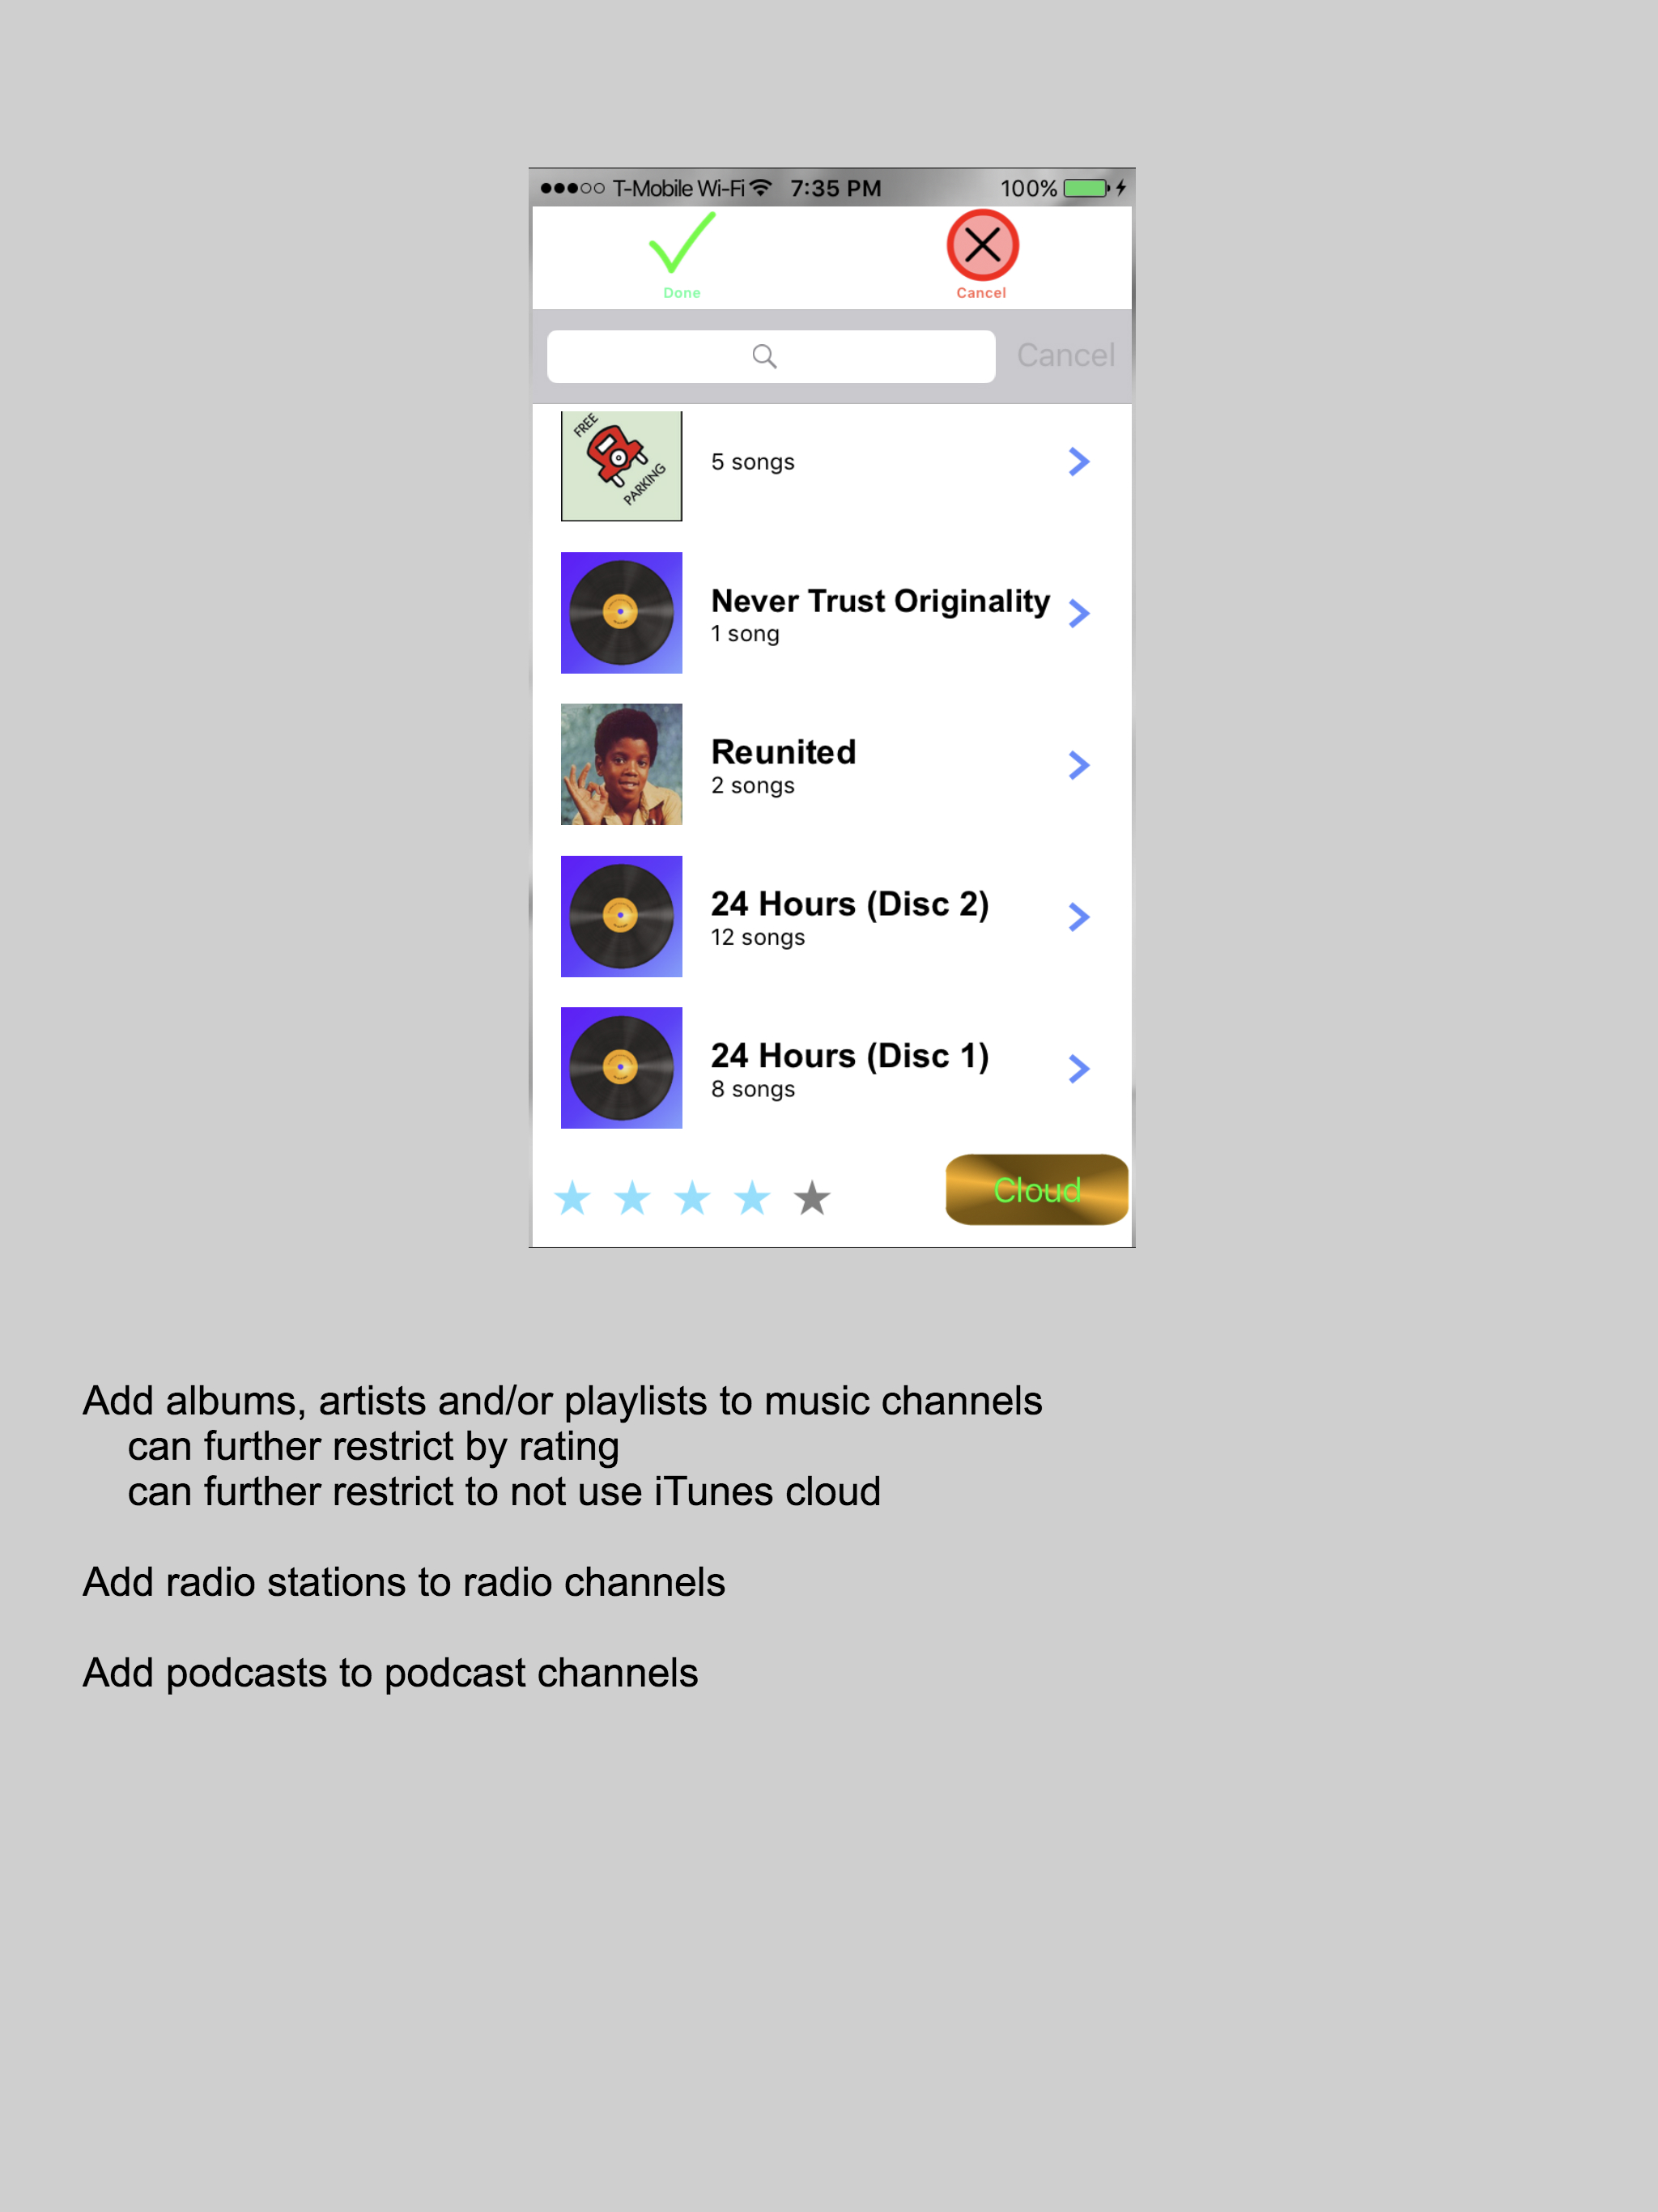 T-Mobile Wi-Fi 7:35 PM 100%
Done Cancel
Cancel
FREE
PARKING
5 songs
Never Trust Originality
1 song
Reunited
2 songs
24 Hours (Disc 2)
12 songs
24 Hours (Disc 1)
8 songs
Cloud
Add albums, artists and/or playlists to music channels
can further restrict by rating
can further restrict to not use iTunes cloud
Add radio stations to radio channels
Add podcasts to podcast channels